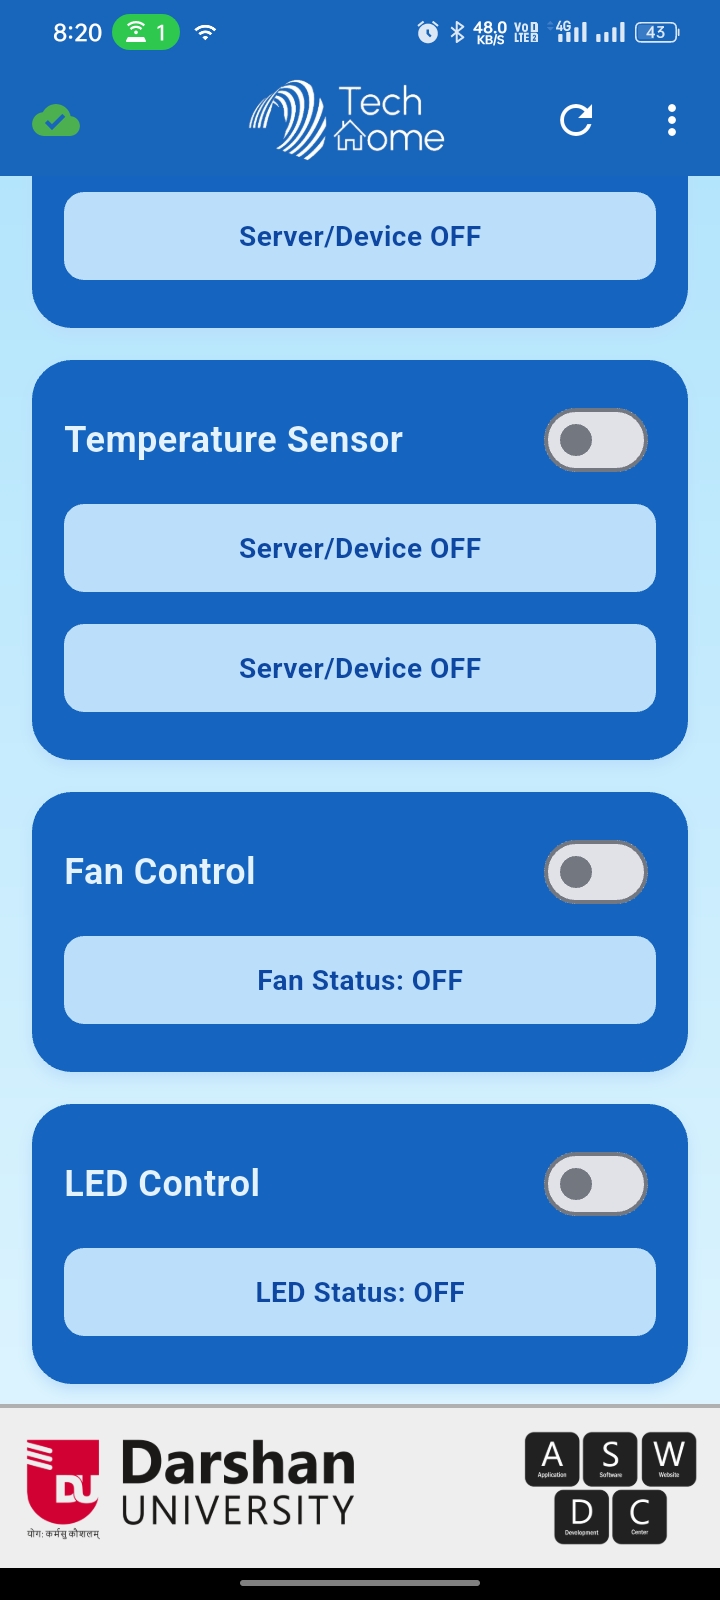 8:20
1
48.0
KB/S
VoD
LTE2
4G
43
Tech
Home
Server/Device OFF
Temperature Sensor
Server/Device OFF
Server/Device OFF
Fan Control
Fan Status: OFF
LED Control
LED Status: OFF
DU
योग: कर्मसु कौशलम्
Darshan
UNIVERSITY
A S W
Application Software Website
D C
Development Center